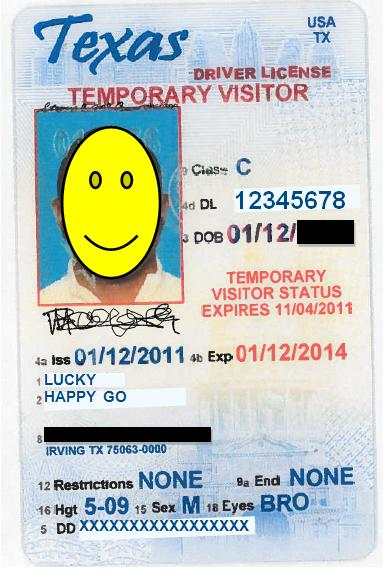 Texas
USA
TX
DRIVER LICENSE
TEMPORARY VISITOR
9 Class C
4d DL 12345678
3 DOB 01/12/
TEMPORARY
VISITOR STATUS
EXPIRES 11/04/2011
4a Iss 01/12/2011 4b Exp 01/12/2014
1 LUCKY
2 HAPPY GO
8
IRVING TX 75063-0000
12 Restrictions NONE 9a End NONE
16 Hgt 5-09 15 Sex M 18 Eyes BRO
5 DD XXXXXXXXXXXXXXXXX